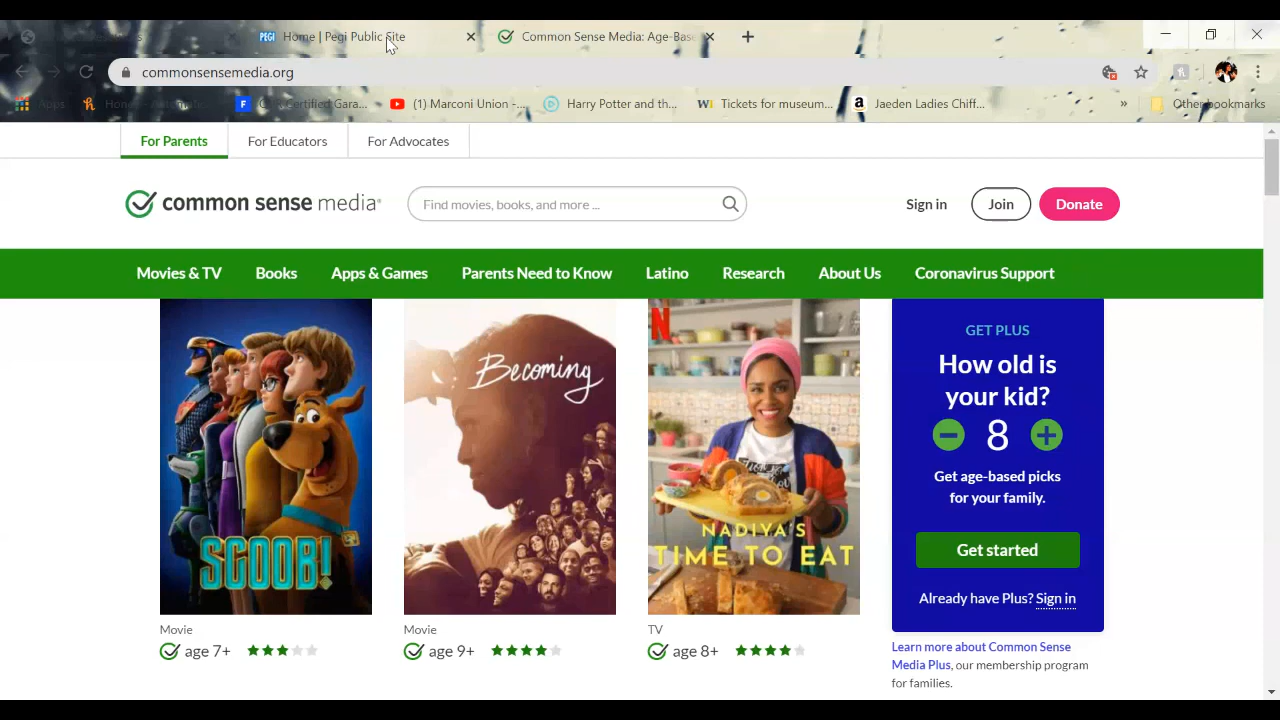 PEGI Home | Pegi Public Site
Common Sense Media: Age-Base
commonsensemedia.org
Apps
(1) Marconi Union -...
Harry Potter and th...
Tickets for museum...
Jaeden Ladies Chiff...
»
Other bookmarks
For Parents
For Educators
For Advocates
common sense media®
Find movies, books, and more ...
Sign in
Join
Donate
Movies & TV
Books
Apps & Games
Parents Need to Know
Latino
Research
About Us
Coronavirus Support
SCOOB!
Movie
age 7+
Becoming
Movie
age 9+
N
NADIYA'S
TIME TO EAT
TV
age 8+
GET PLUS
How old is
your kid?
8
Get age-based picks
for your family.
Get started
Already have Plus? Sign in
Learn more about Common Sense
Media Plus, our membership program
for families.